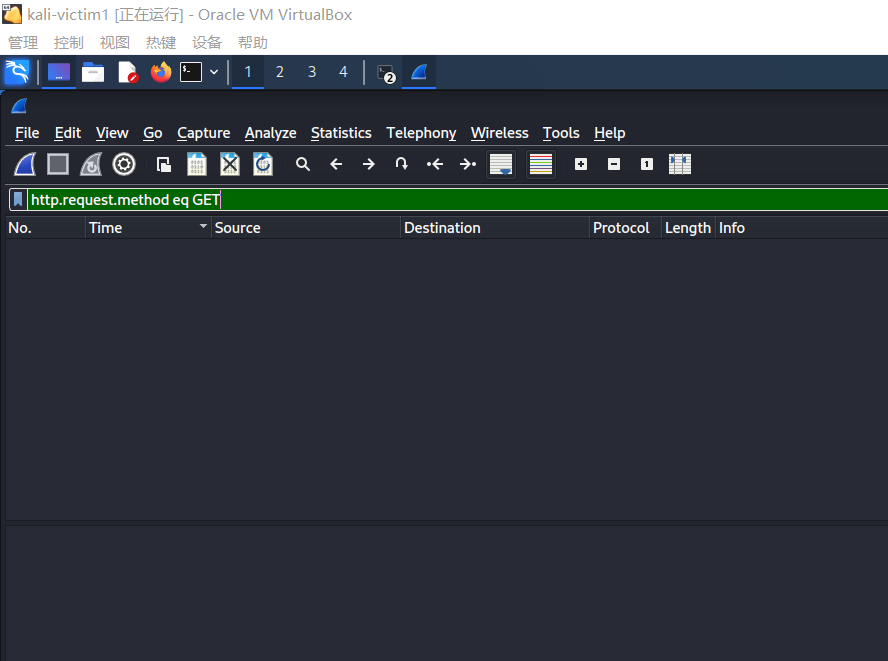 kali-victim1 [正在运行] - Oracle VM VirtualBox
管理 控制 视图 热键 设备 帮助
1 2 3 4 2
File Edit View Go Capture Analyze Statistics Telephony Wireless Tools Help
http.request.method eq GET
No. Time Source Destination Protocol Length Info